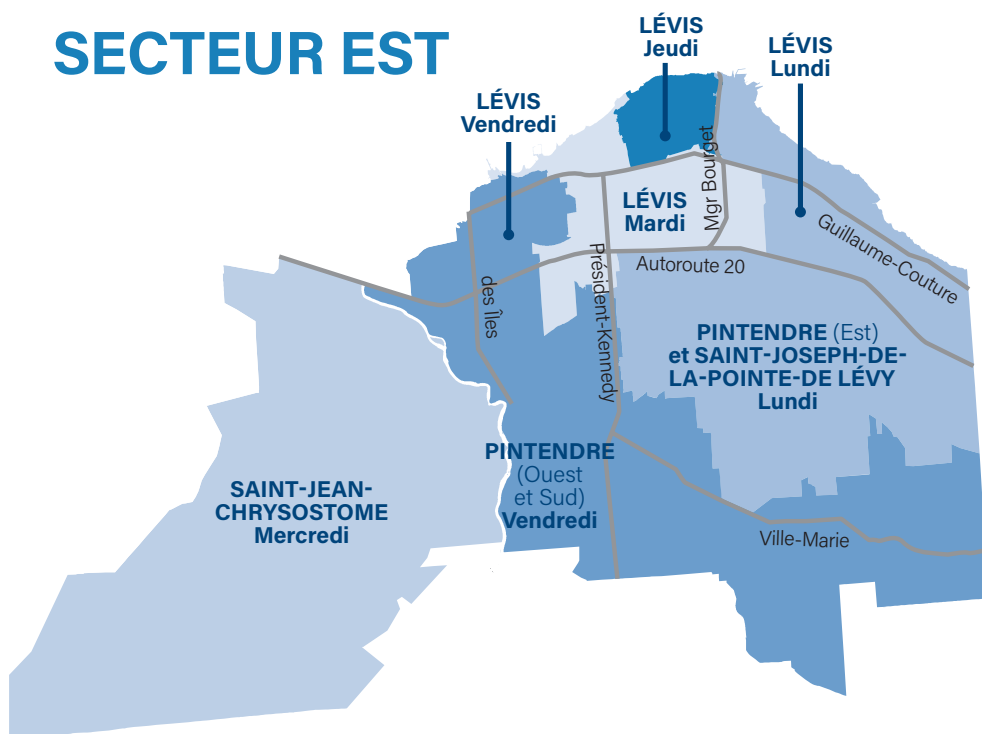 SECTEUR EST
LÉVIS
Jeudi
LÉVIS
Lundi
LÉVIS
Vendredi
Mgr Bourget
LÉVIS
Mardi
Guillaume-Couture
Autoroute 20
des Îles
Président-Kennedy
PINTENDRE (Est)
et SAINT-JOSEPH-DE-
LA-POINTE-DE LÉVY
Lundi
PINTENDRE
(Ouest
et Sud)
Vendredi
SAINT-JEAN-
CHRYSOSTOME
Mercredi
Ville-Marie